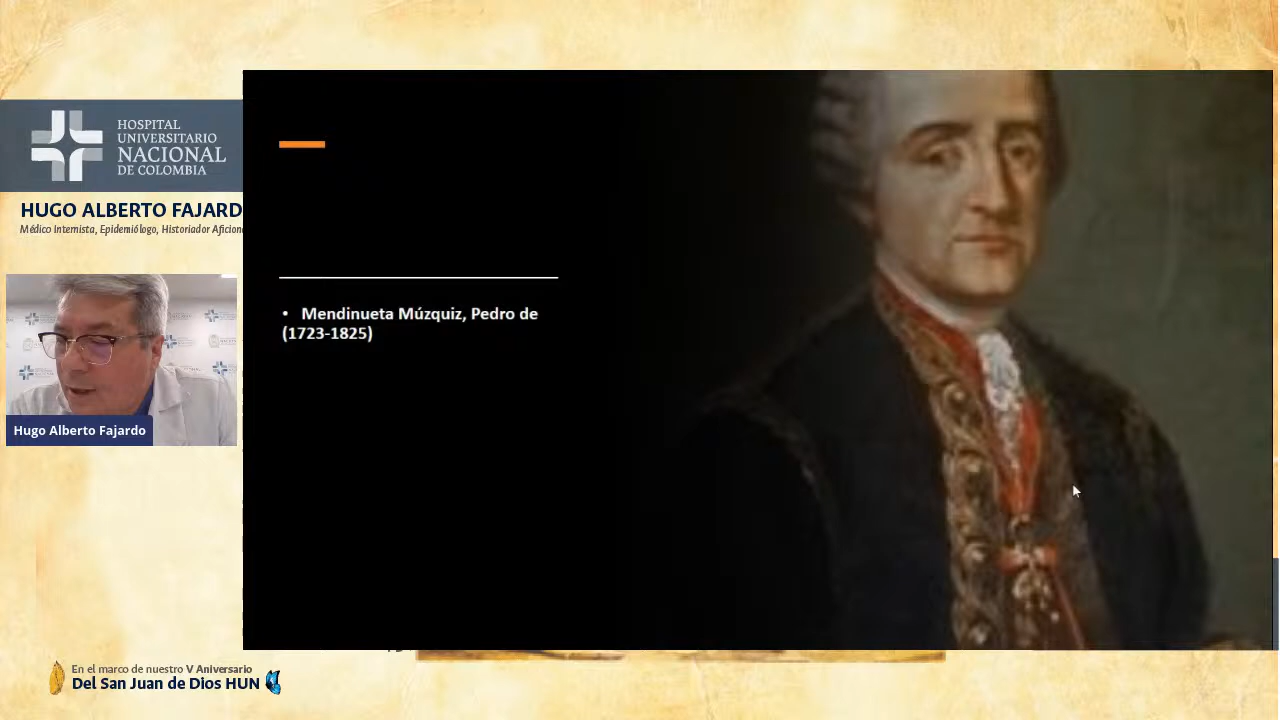 HOSPITAL
UNIVERSITARIO
NACIONAL
DE COLOMBIA
HUGO ALBERTO FAJARD
Médico Internista, Epidemiólogo, Historiador Aficion
Hugo Alberto Fajardo
• Mendinueta Múzquiz, Pedro de
(1723-1825)
En el marco de nuestro V Aniversario
Del San Juan de Dios HUN